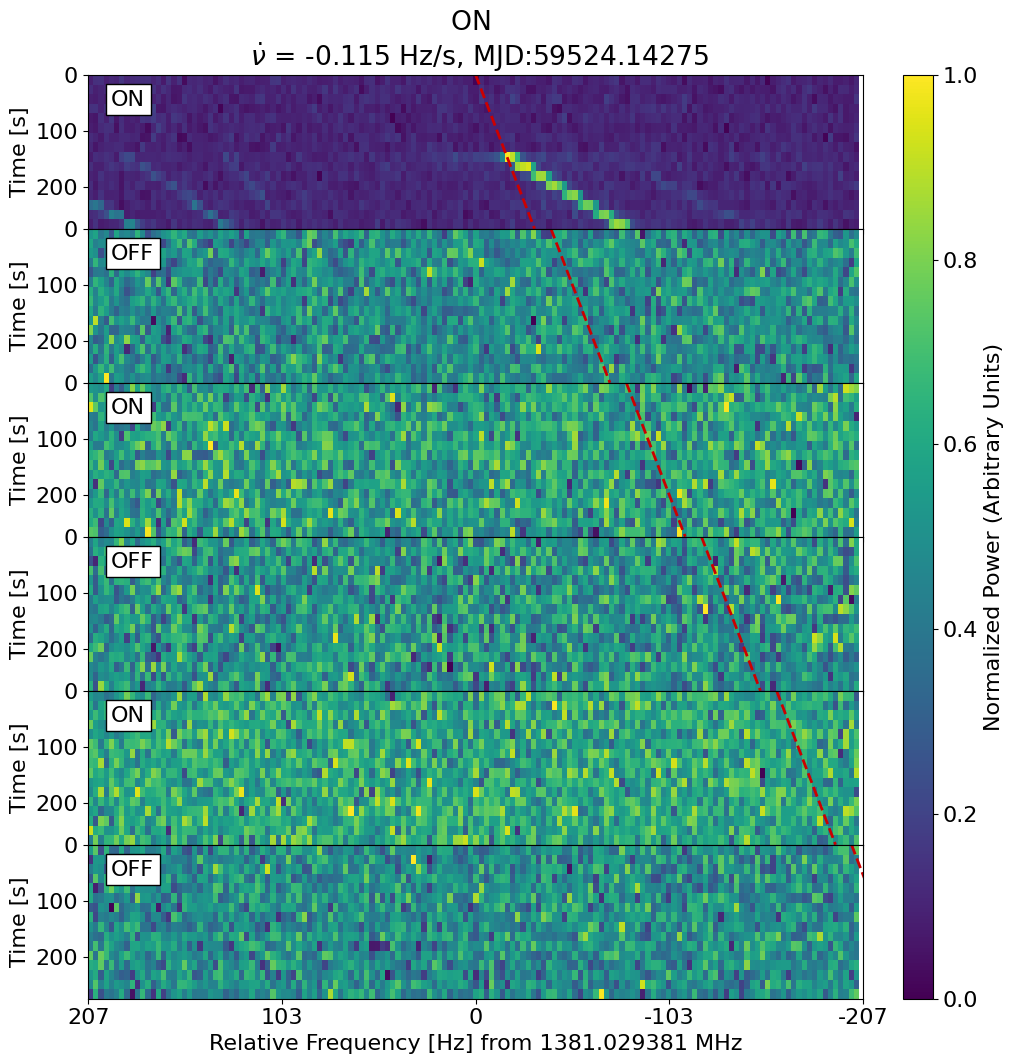 ON
ν̇ = -0.115 Hz/s, MJD:59524.14275
0
ON
100
200
Time [s]
0
OFF
100
200
Time [s]
0
ON
100
200
Time [s]
0
OFF
100
200
Time [s]
0
ON
100
200
Time [s]
0
OFF
100
200
Time [s]
207
103
0
-103
-207
Relative Frequency [Hz] from 1381.029381 MHz
1.0
0.8
0.6
0.4
0.2
0.0
Normalized Power (Arbitrary Units)